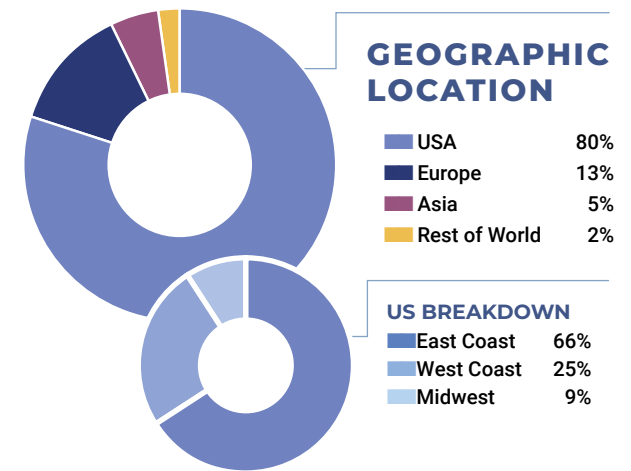 GEOGRAPHIC
LOCATION
USA 80%
Europe 13%
Asia 5%
Rest of World 2%
US BREAKDOWN
East Coast 66%
West Coast 25%
Midwest 9%